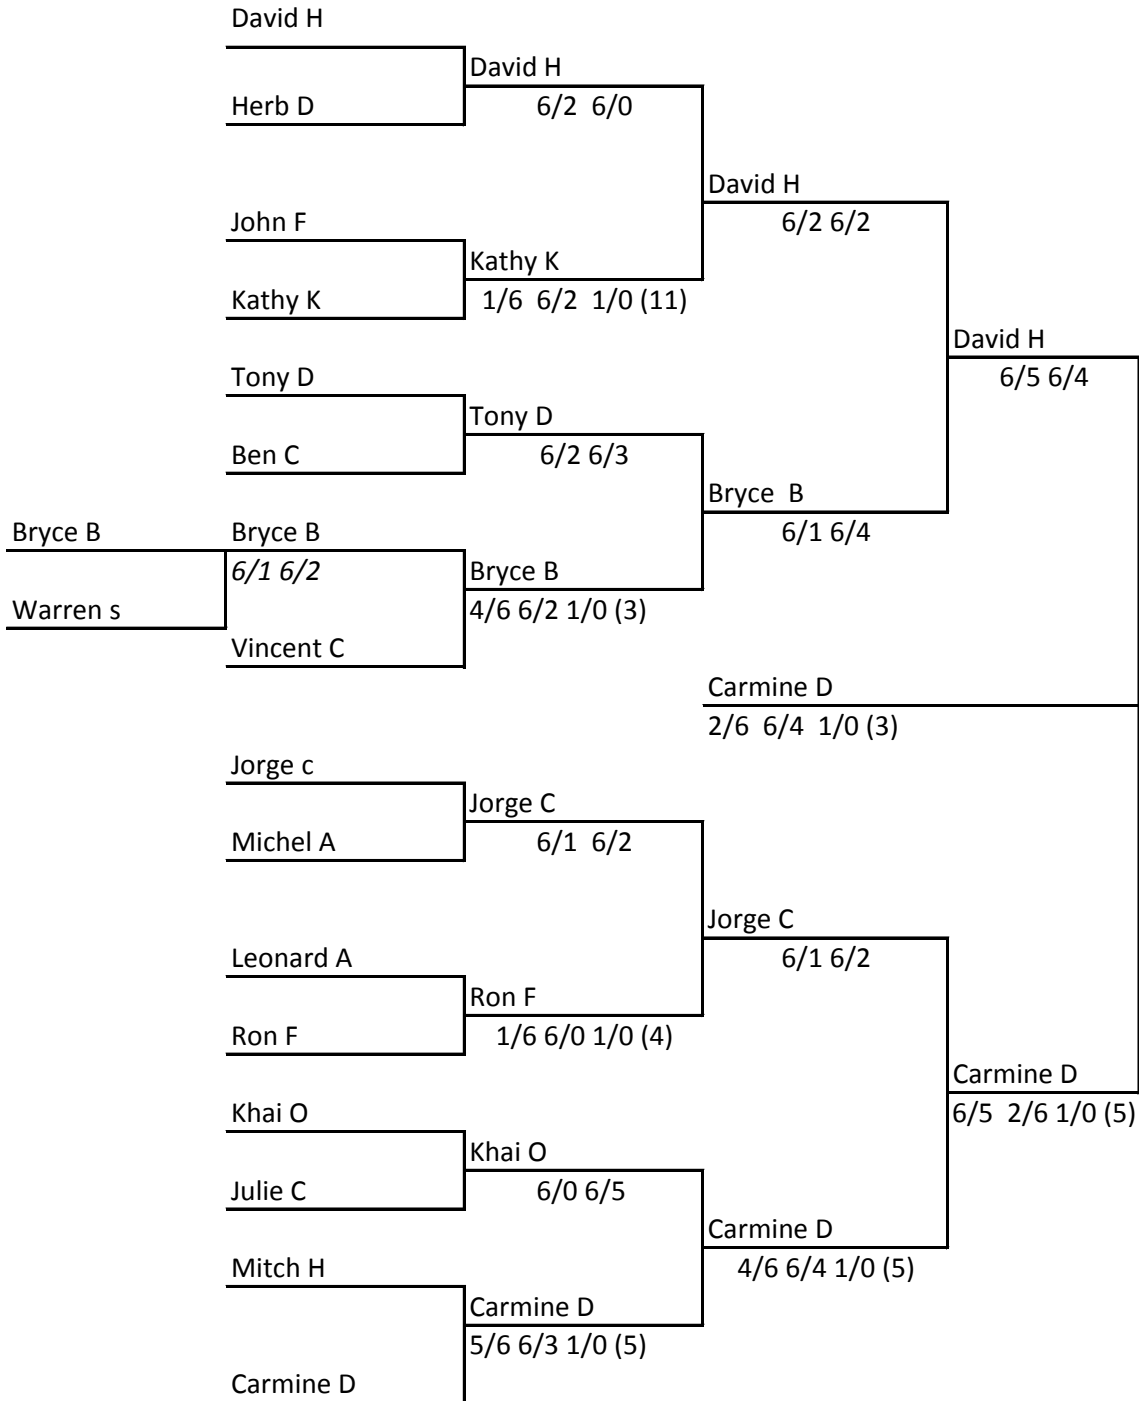 David H
David H
Herb D
6/2  6/0
David H
John F
6/2 6/2
Kathy K
Kathy K
1/6  6/2  1/0 (11)
David H
Tony D
6/5 6/4
Tony D
Ben C
6/2 6/3
Bryce  B
Bryce B
Bryce B
6/1 6/4
6/1 6/2
Bryce B
Warren s
4/6 6/2 1/0 (3)
Vincent C
Carmine D
2/6  6/4  1/0 (3)
Jorge c
Jorge C
Michel A
6/1  6/2
Jorge C
Leonard A
6/1 6/2
Ron F
Ron F
1/6 6/0 1/0 (4)
Carmine D
Khai O
6/5  2/6 1/0 (5)
Khai O
Julie C
6/0 6/5
Carmine D
Mitch H
4/6 6/4 1/0 (5)
Carmine D
5/6 6/3 1/0 (5)
Carmine D